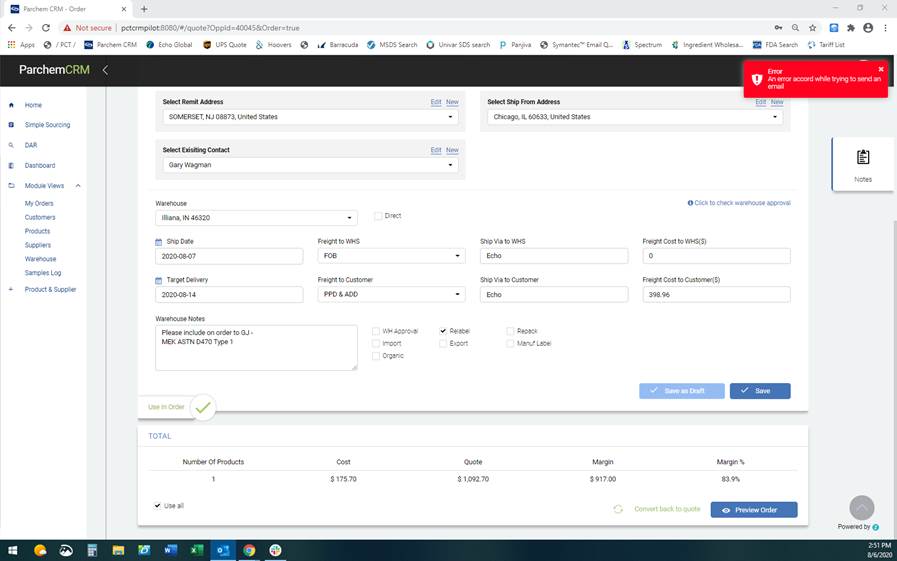 Parchem CRM - Order
Not secure | pctcrmpilot:8080/#/quote?OppId=40045&Order=true
Apps
/ PCT /
Parchem CRM
Echo Global
UPS Quote
Hoovers
Barracuda
MSDS Search
Univar SDS search
Panjiva
Symantec™ Email Q...
Spectrum
Ingredient Wholesa...
FDA Search
Tariff List
ParchemCRM
Error
An error accord while trying to send an
email
Home
Simple Sourcing
DAR
Dashboard
Module Views
My Orders
Customers
Products
Suppliers
Warehouse
Samples Log
Product & Supplier
Select Remit Address Edit New
SOMERSET, NJ 08873, United States
Select Ship From Address Edit New
Chicago, IL 60633, United States
Select Exisiting Contact Edit New
Gary Wagman
Notes
Warehouse
Illiana, IN 46320
Direct
Click to check warehouse approval
Ship Date Freight to WHS Ship Via to WHS Freight Cost to WHS($)
2020-08-07 FOB Echo 0
Target Delivery Freight to Customer Ship Via to Customer Freight Cost to Customer($)
2020-08-14 PPD & ADD Echo 398.96
Warehouse Notes
Please include on order to GJ -
MEK ASTN D470 Type 1
WH Approval Relabel Repack
Import Export Manuf Label
Organic
Save as Draft Save
Use In Order
TOTAL
Number Of Products Cost Quote Margin Margin %
1 $ 175.70 $ 1,092.70 $ 917.00 83.9%
Use all
Convert back to quote Preview Order
Powered by
2:51 PM
8/6/2020